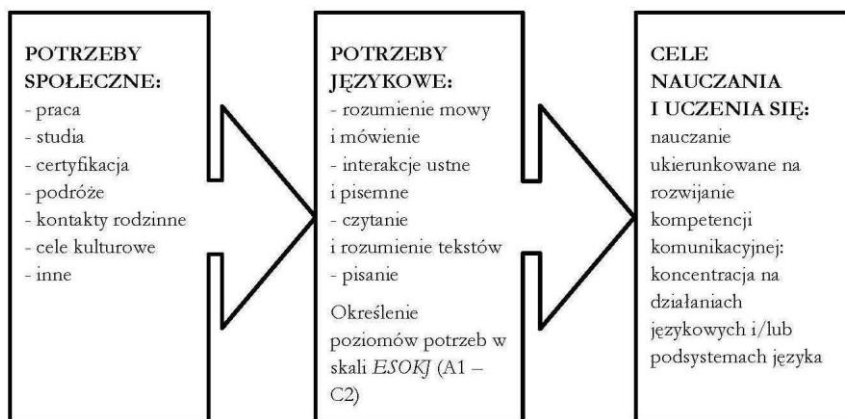 POTRZEBY
SPOŁECZNE:
- praca
- studia
- certyfikacja
- podróże
- kontakty rodzinne
- cele kulturowe
- inne
POTRZEBY
JĘZYKOWE:
- rozumienie mowy
i mówienie
- interakcje ustne
i pisemne
- czytanie
i rozumienie tekstów
- pisanie
Określenie
poziomów potrzeb w
skali ESOKJ (A1 –
C2)
CELE
NAUCZANIA
I UCZENIA SIĘ:
nauczanie
ukierunkowane na
rozwijanie
kompetencji
komunikacyjnej:
koncentracja na
działaniach
językowych i/lub
podsystemach języka